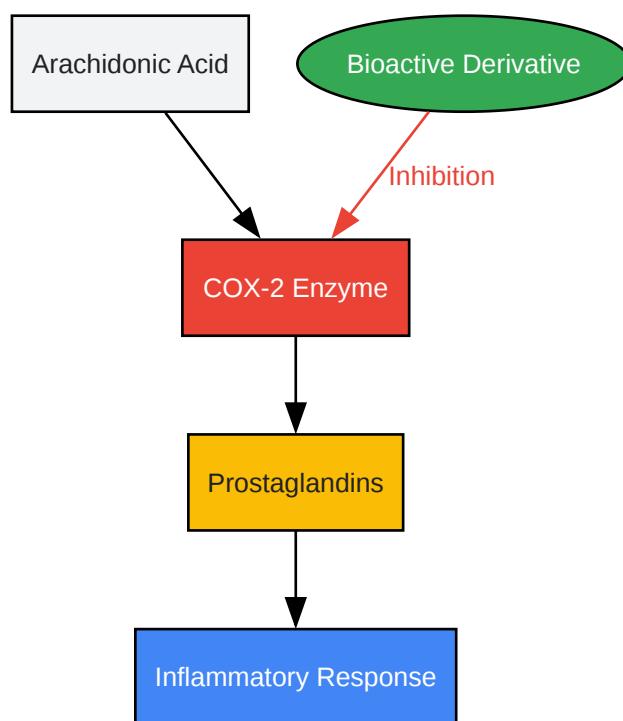 Arachidonic Acid
Bioactive Derivative
Inhibition
COX-2 Enzyme
Prostaglandins
Inflammatory Response